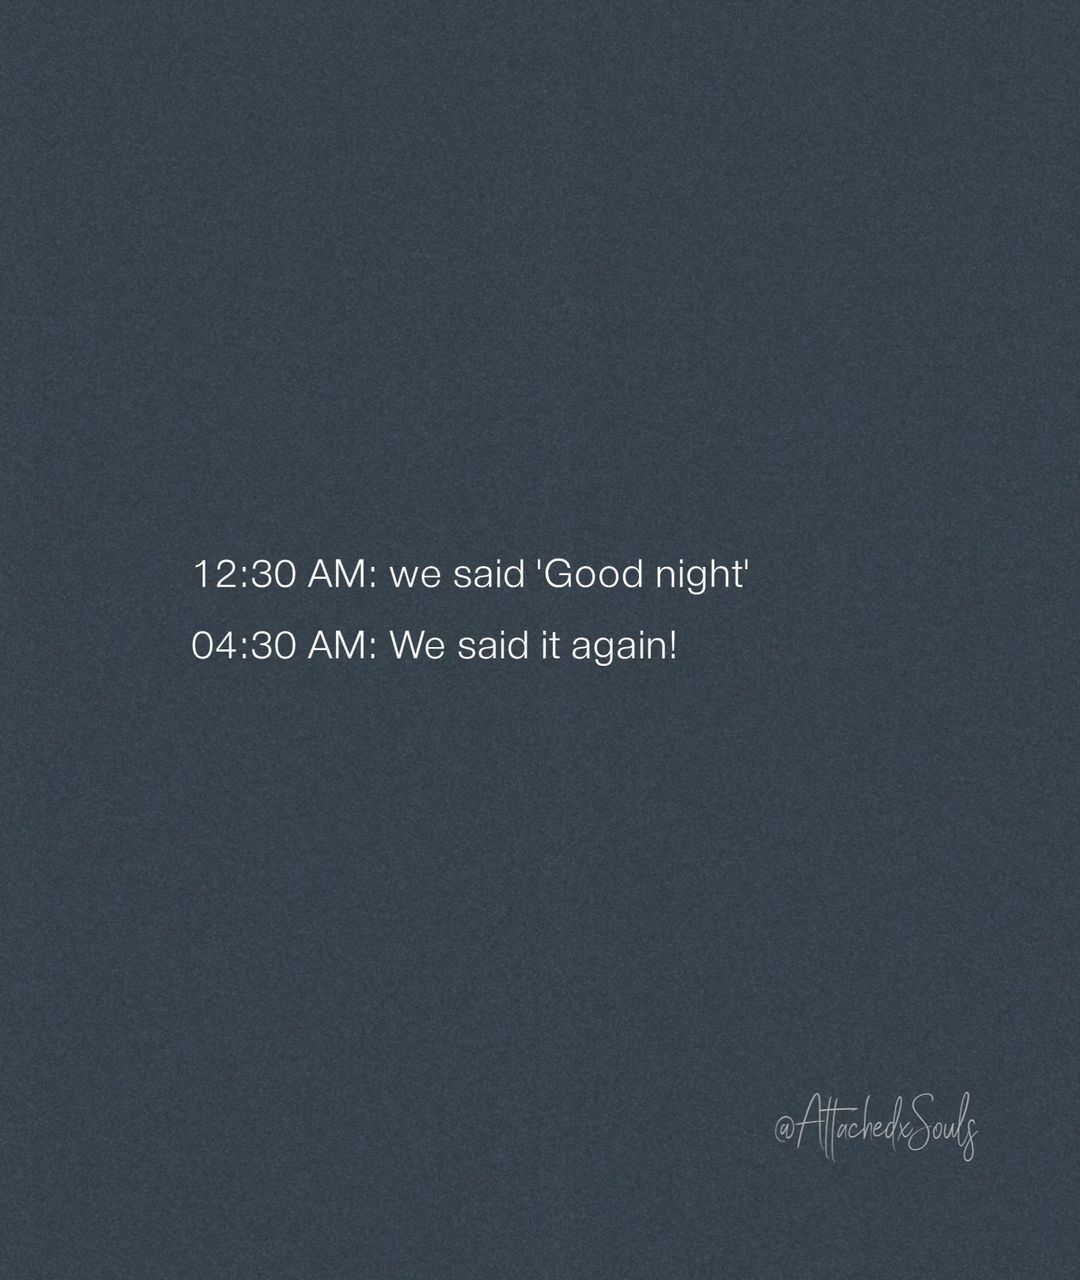 12:30 AM: we said 'Good night'
04:30 AM: We said it again!
@AttachedxSouls